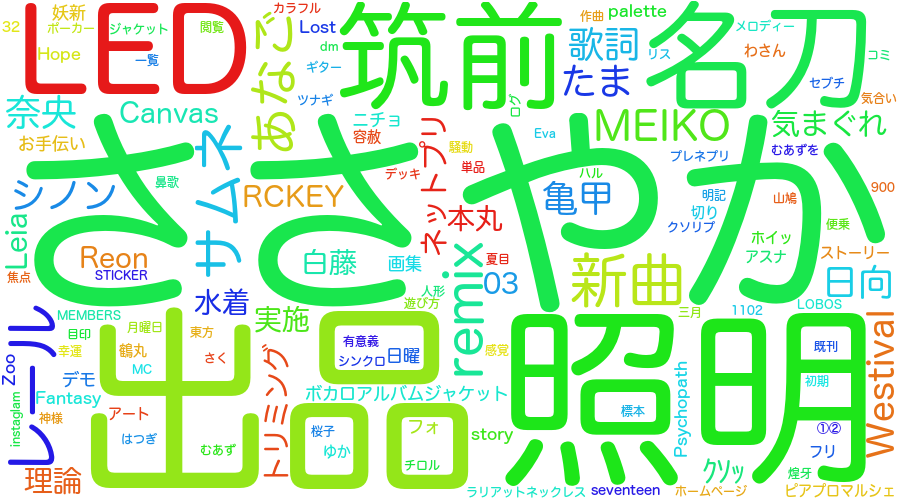 LED
筑前
名刀
ささやか
照明
出品
あなご
歌詞
たま
MEIKO
気まぐれ
palette
作曲
メロディー
リス
わさん
コミ
セブチ
気合い
32
妖新
ポーカー
ジャケット
閲覧
カラフル
Lost
Hope
一覧
dm
ギター
ツナギ
ログ
奈央
Canvas
お手伝い
ニチョ
容赦
騒動
単品
デッキ
Eva
ハル
プレネプリ
むあずを
900
山鳩
明記
切り
クソリプ
便乗
ホイッ
アスナ
ストーリー
シノン
サムネ
鼻歌
RCKEY
ネットプリ
本丸
亀甲
Leia
Reon
STICKER
焦点
白藤
画集
夏目
03
remix
新曲
日向
水着
人形
遊び方
実施
三月
1102
LOBOS
MEMBERS
目印
月曜日
東方
レール
幸運
鶴丸
MC
さく
トリミング
有意義
シンクロ
日曜
感覚
既刊
初期
Westival
Zoo
デモ
Fantasy
instaglam
神様
アート
はつぎ
むあず
ボカロアルバムジャケット
桜子
ゆか
フォ
チロル
story
標本
Psychopath
①②
フリ
理論
クソッ
煌牙
ラリアットネックレス
seventeen
ホームページ
ピアプロマルシェ